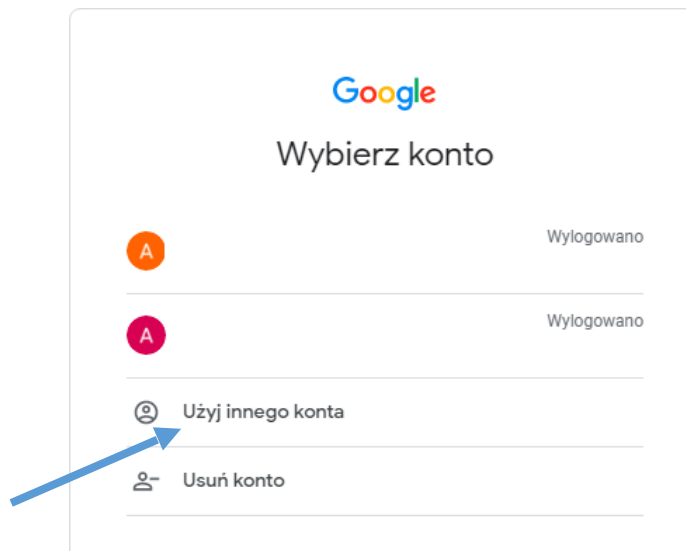 Google
Wybierz konto
A
Wylogowano
A
Wylogowano
Użyj innego konta
Usuń konto